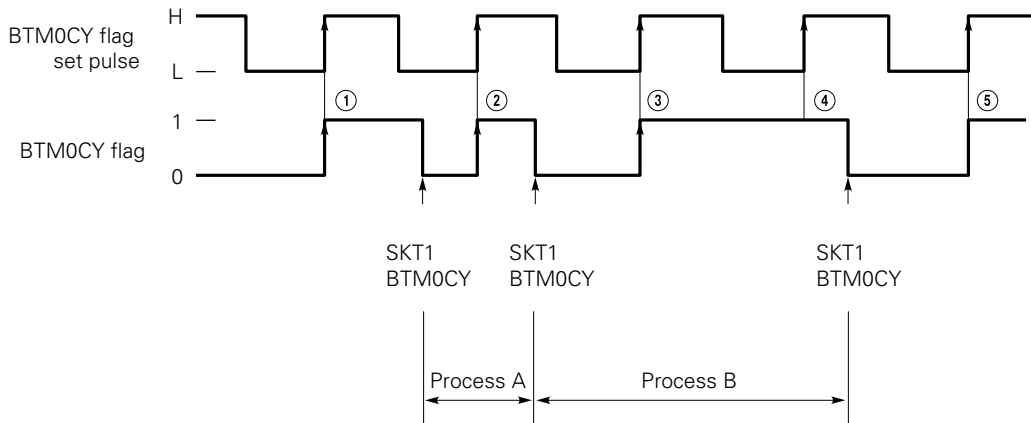 H
BTM0CY flag
set pulse
L
① ② ③ ④ ⑤
1
BTM0CY flag
0
SKT1 SKT1 SKT1
BTM0CY BTM0CY BTM0CY
Process A Process B